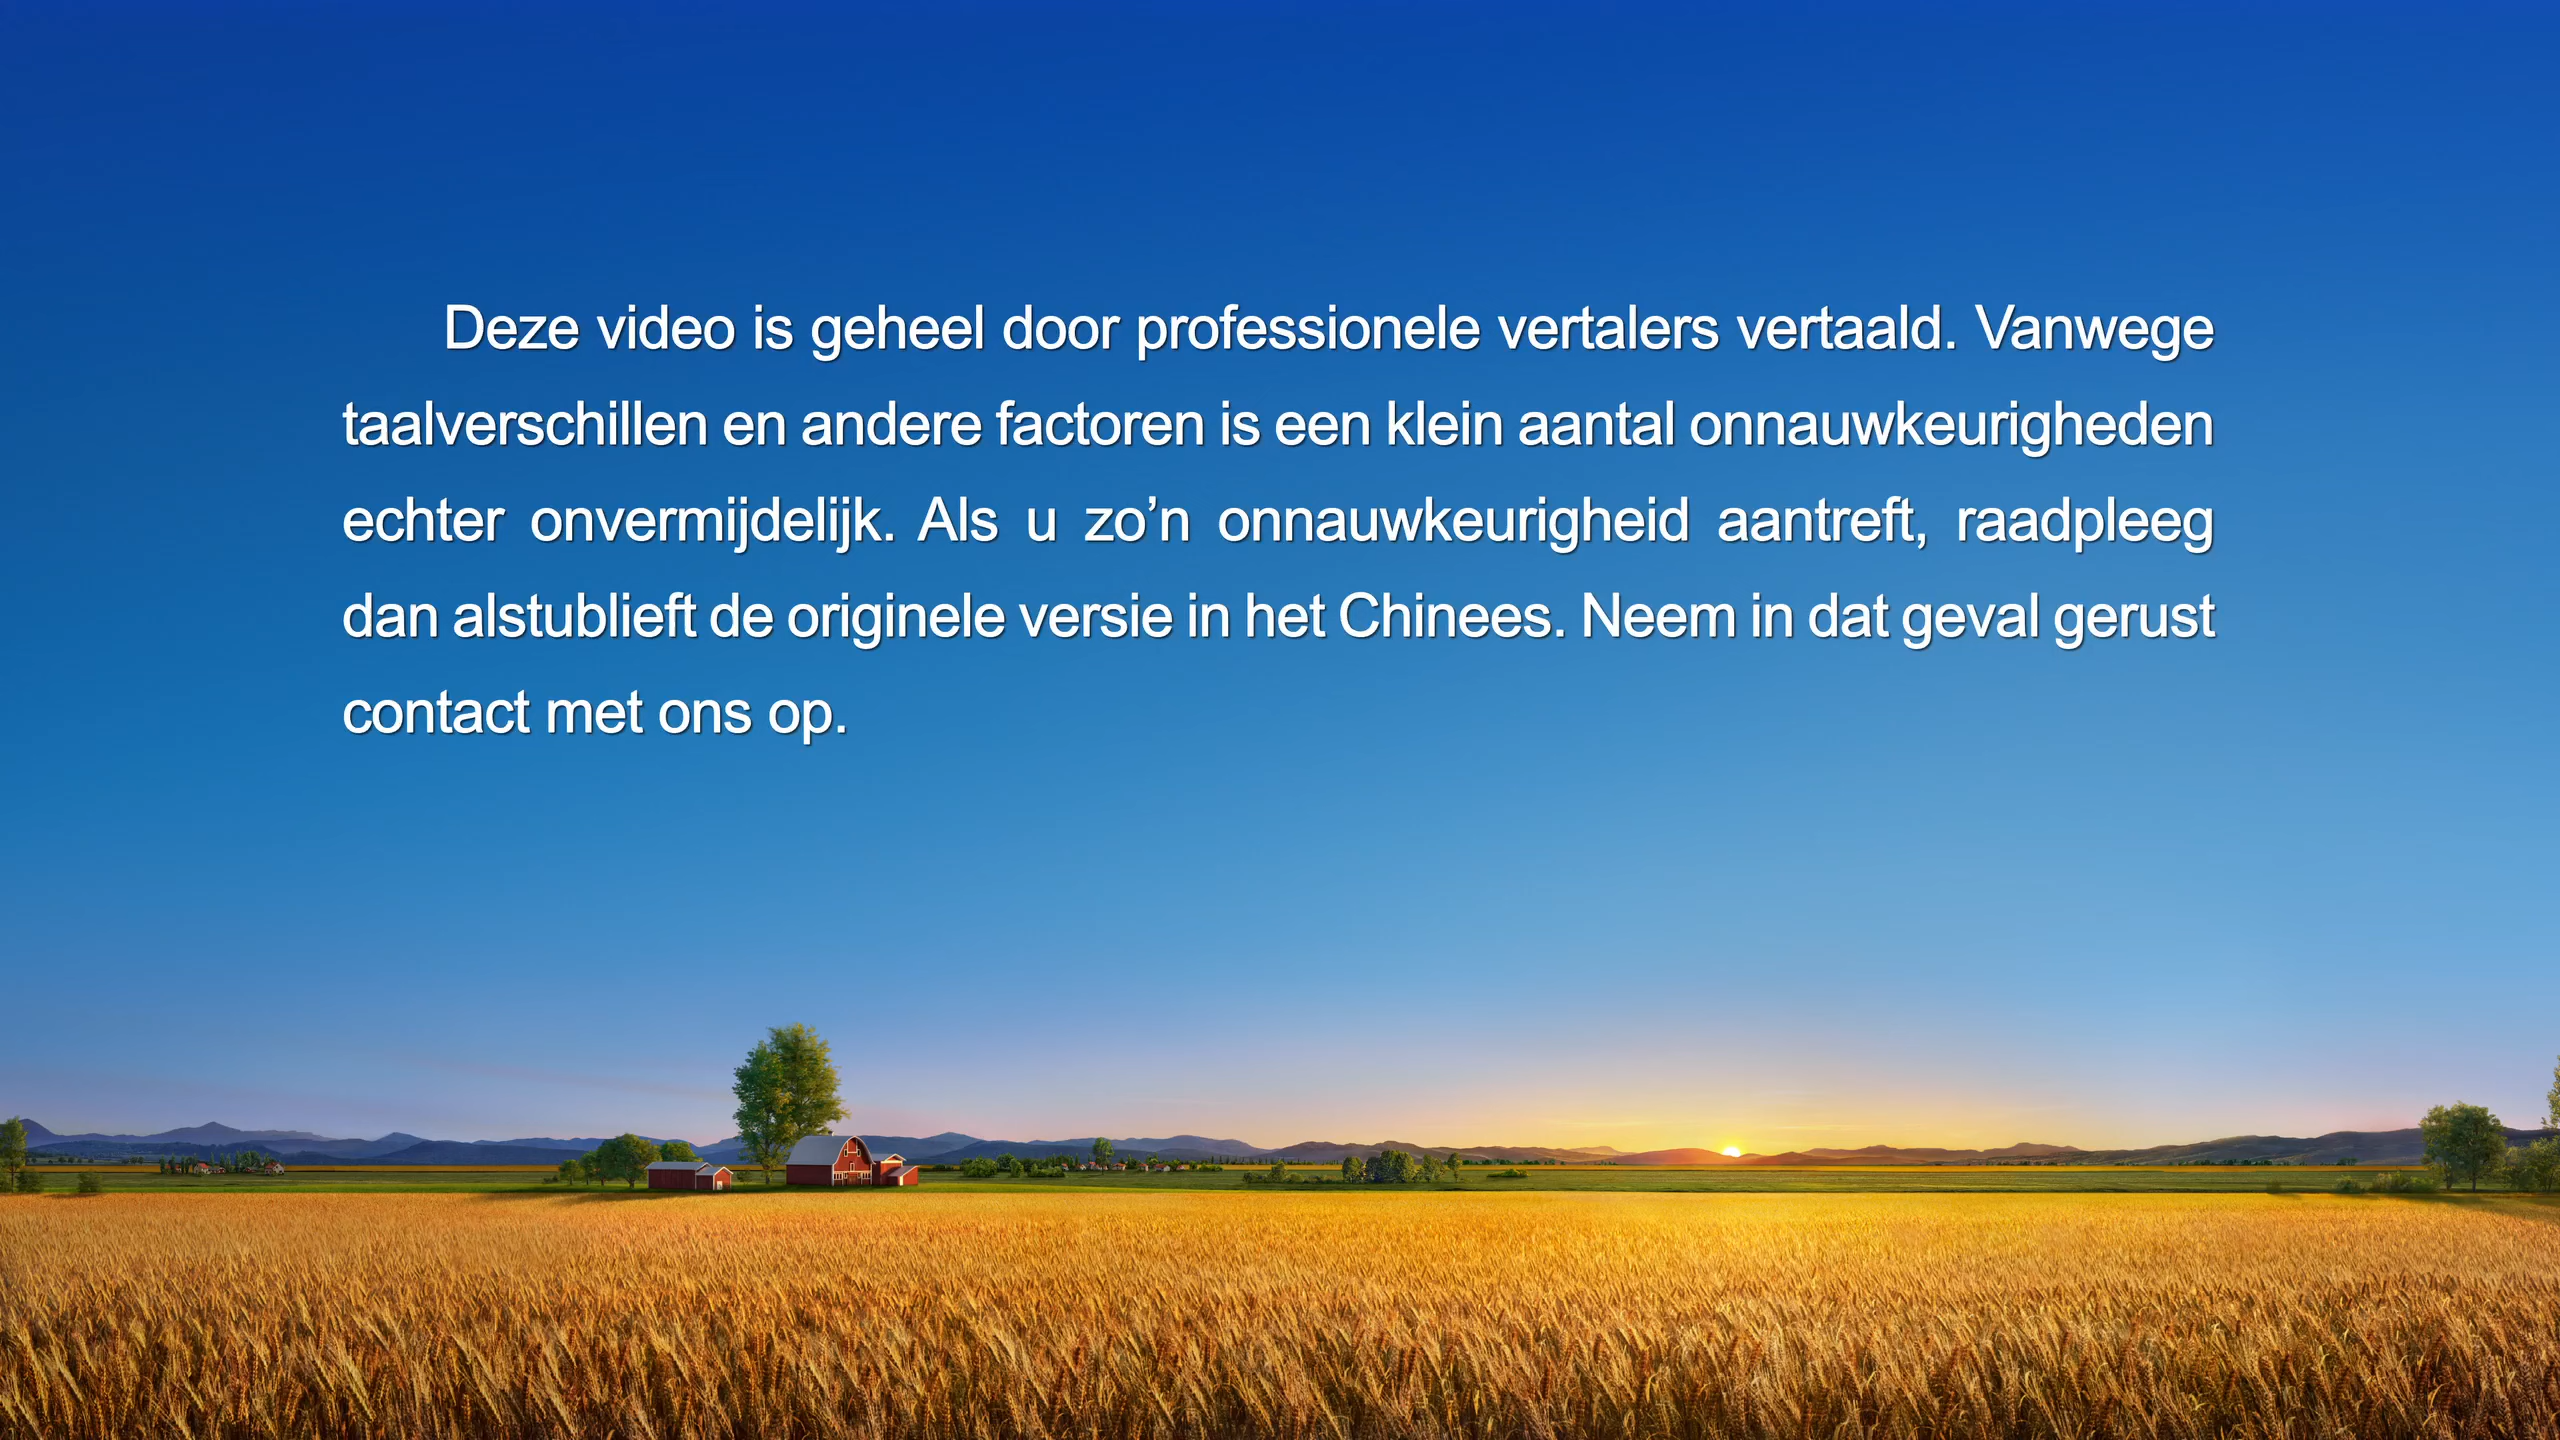 Deze video is geheel door professionele vertalers vertaald. Vanwege
taalverschillen en andere factoren is een klein aantal onnauwkeurigheden
echter onvermijdelijk. Als u zo’n onnauwkeurigheid aantreft, raadpleeg
dan alstublieft de originele versie in het Chinees. Neem in dat geval gerust
contact met ons op.